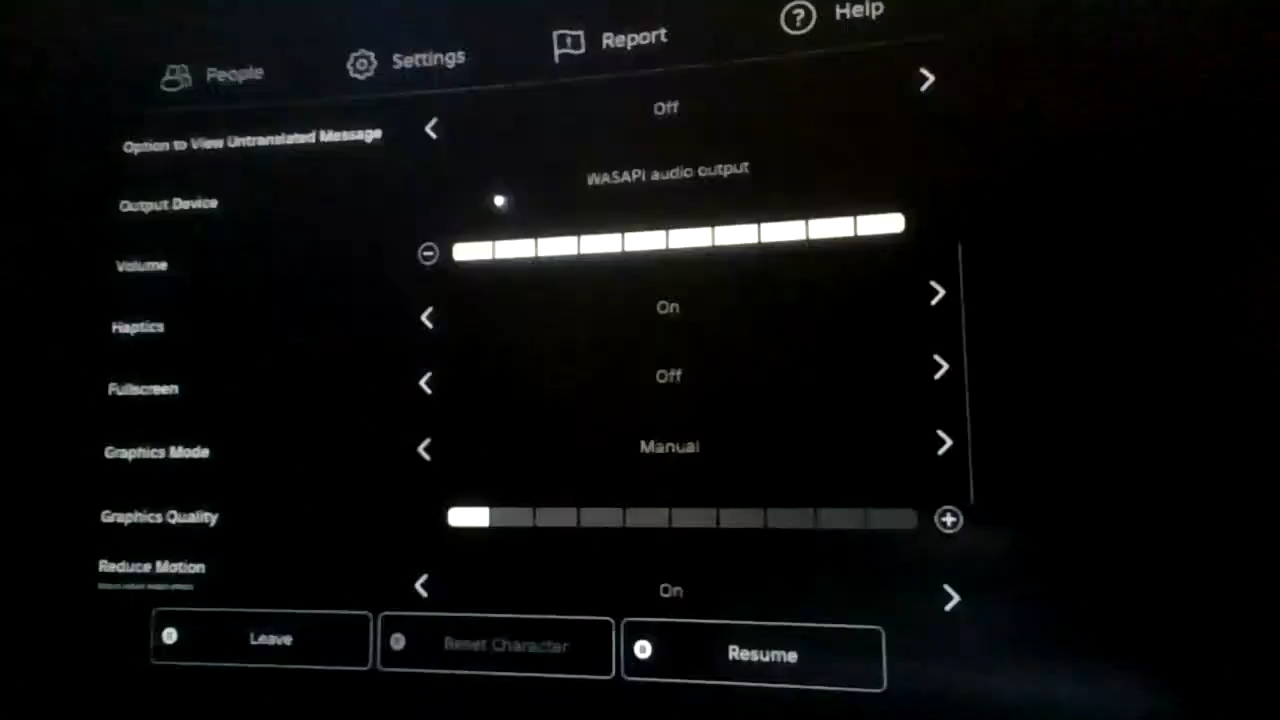 People
Settings
Report
Help
Option to View Untranslated Message
Off
Output Device
WASAPI audio output
Volume
Haptics
On
Fullscreen
Off
Graphics Mode
Manual
Graphics Quality
Reduce Motion
On
Leave
Reset Character
Resume